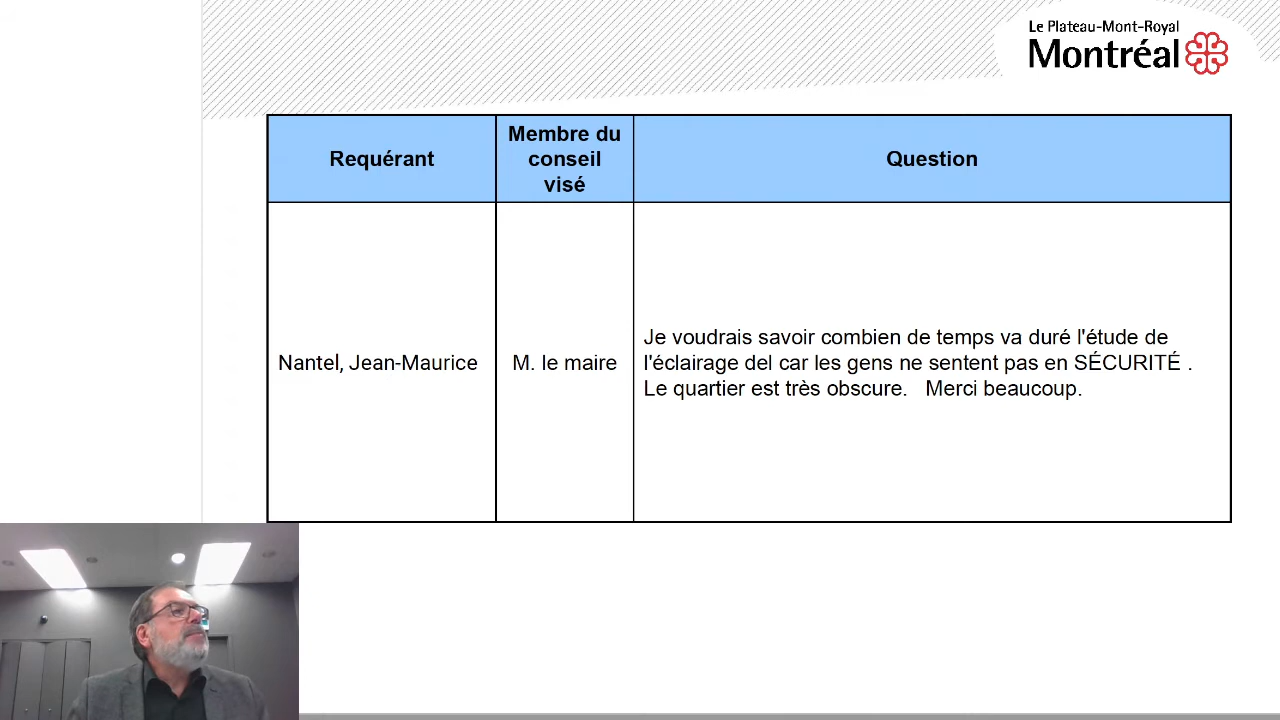 Le Plateau-Mont-Royal
Montréal
Requérant
Membre du
conseil
visé
Question
Nantel, Jean-Maurice
M. le maire
Je voudrais savoir combien de temps va duré l'étude de
l'éclairage del car les gens ne sentent pas en SÉCURITÉ .
Le quartier est très obscure.   Merci beaucoup.